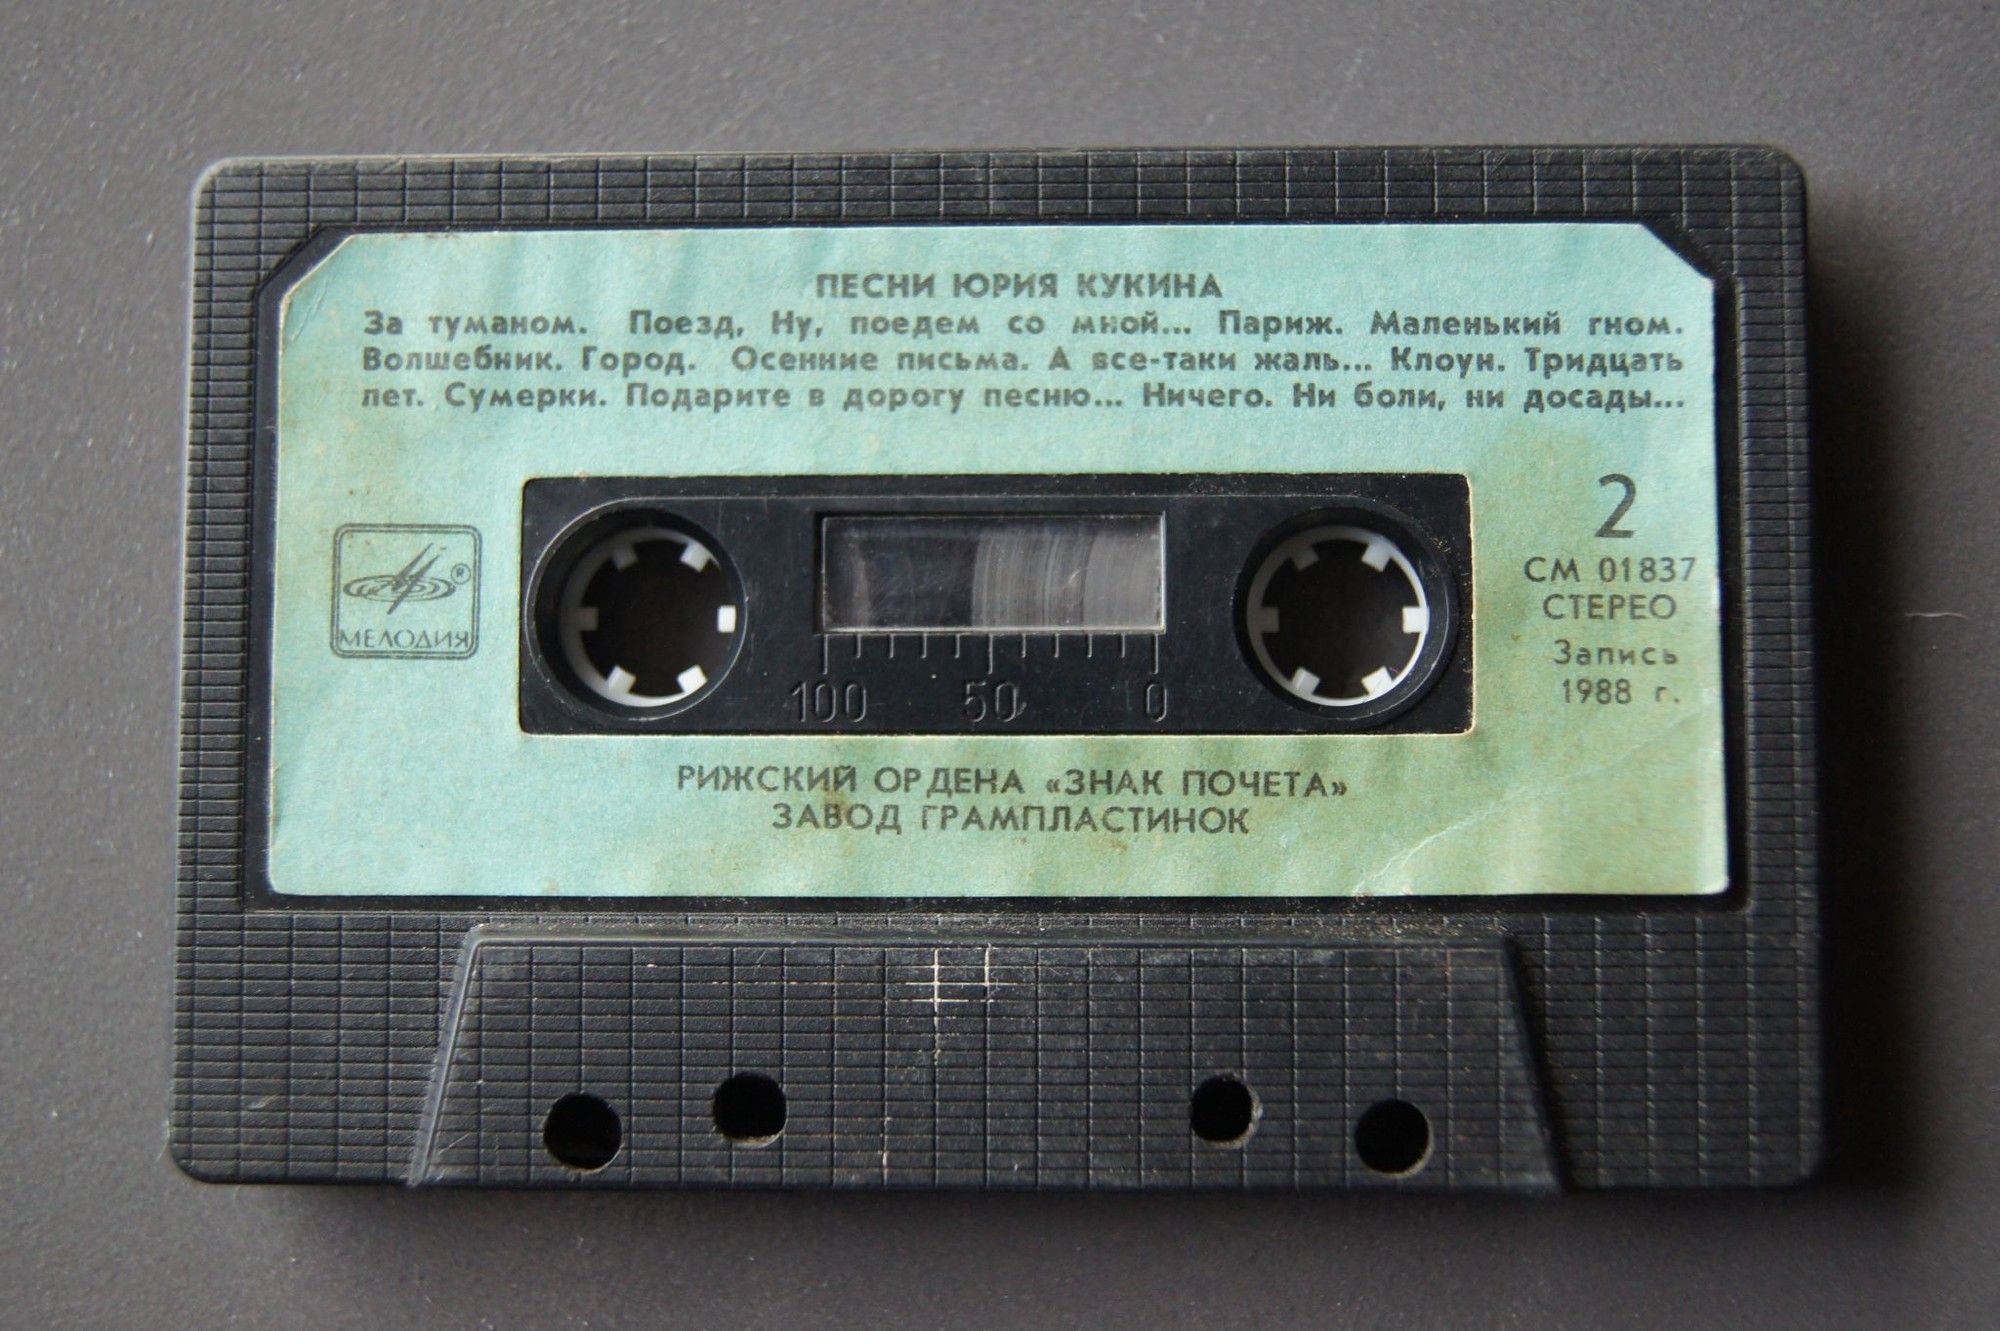 ПЕСНИ ЮРИЯ КУКИНА
За туманом. Поезд, Ну, поедем со мной... Париж. Маленький гном.
Волшебник. Город. Осенние письма. А все-таки жаль... Клоун. Тридцать
лет. Сумерки. Подарите в дорогу песню... Ничего. Ни боли, ни досады...
2
СМ 01837
СТЕРЕО
Запись
1988 г.
® МЕЛОДИЯ
100 50 0
РИЖСКИЙ ОРДЕНА «ЗНАК ПОЧЕТА»
ЗАВОД ГРАМПЛАСТИНОК